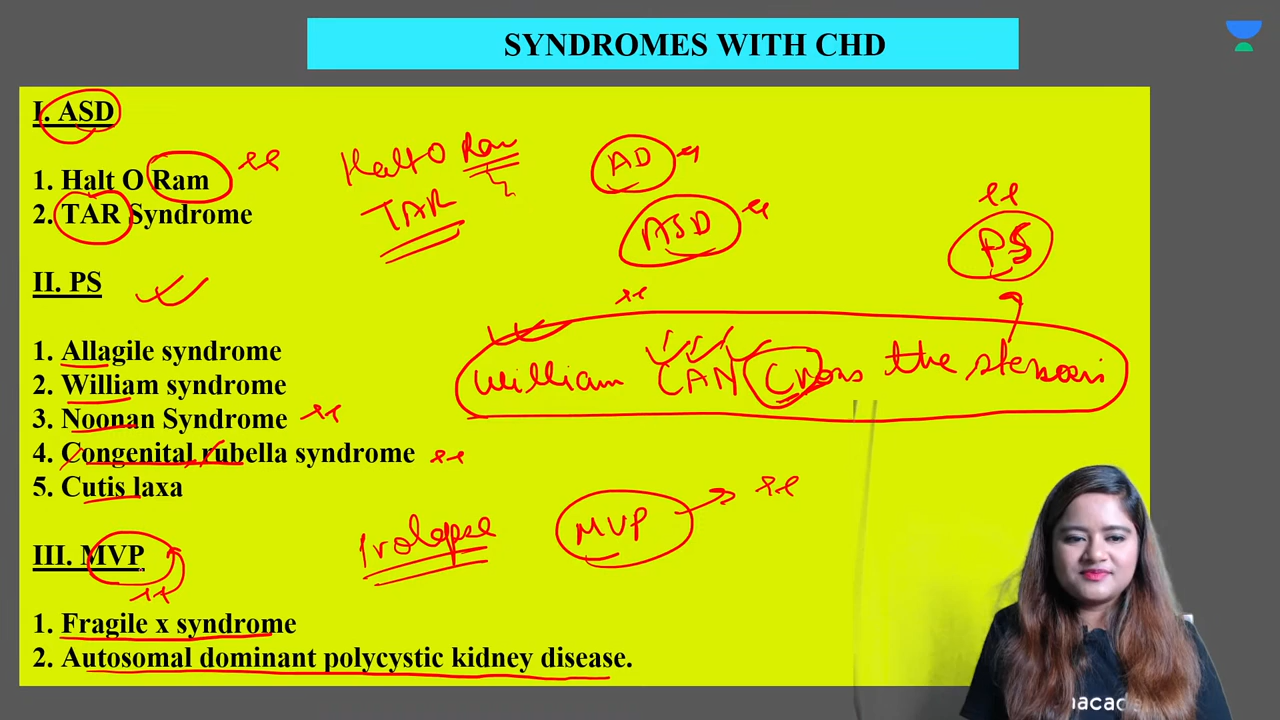 SYNDROMES WITH CHD
I. ASD
1. Halt O Ram
2. TAR Syndrome
Halt O Ram
TAR
AD
ASD
PS
II. PS
1. Allagile syndrome
2. William syndrome
3. Noonan Syndrome
4. Congenital rubella syndrome
5. Cutis laxa
William CAN Cross the stenosis
III. MVP
Prolapse
MVP
1. Fragile x syndrome
2. Autosomal dominant polycystic kidney disease.
nacade